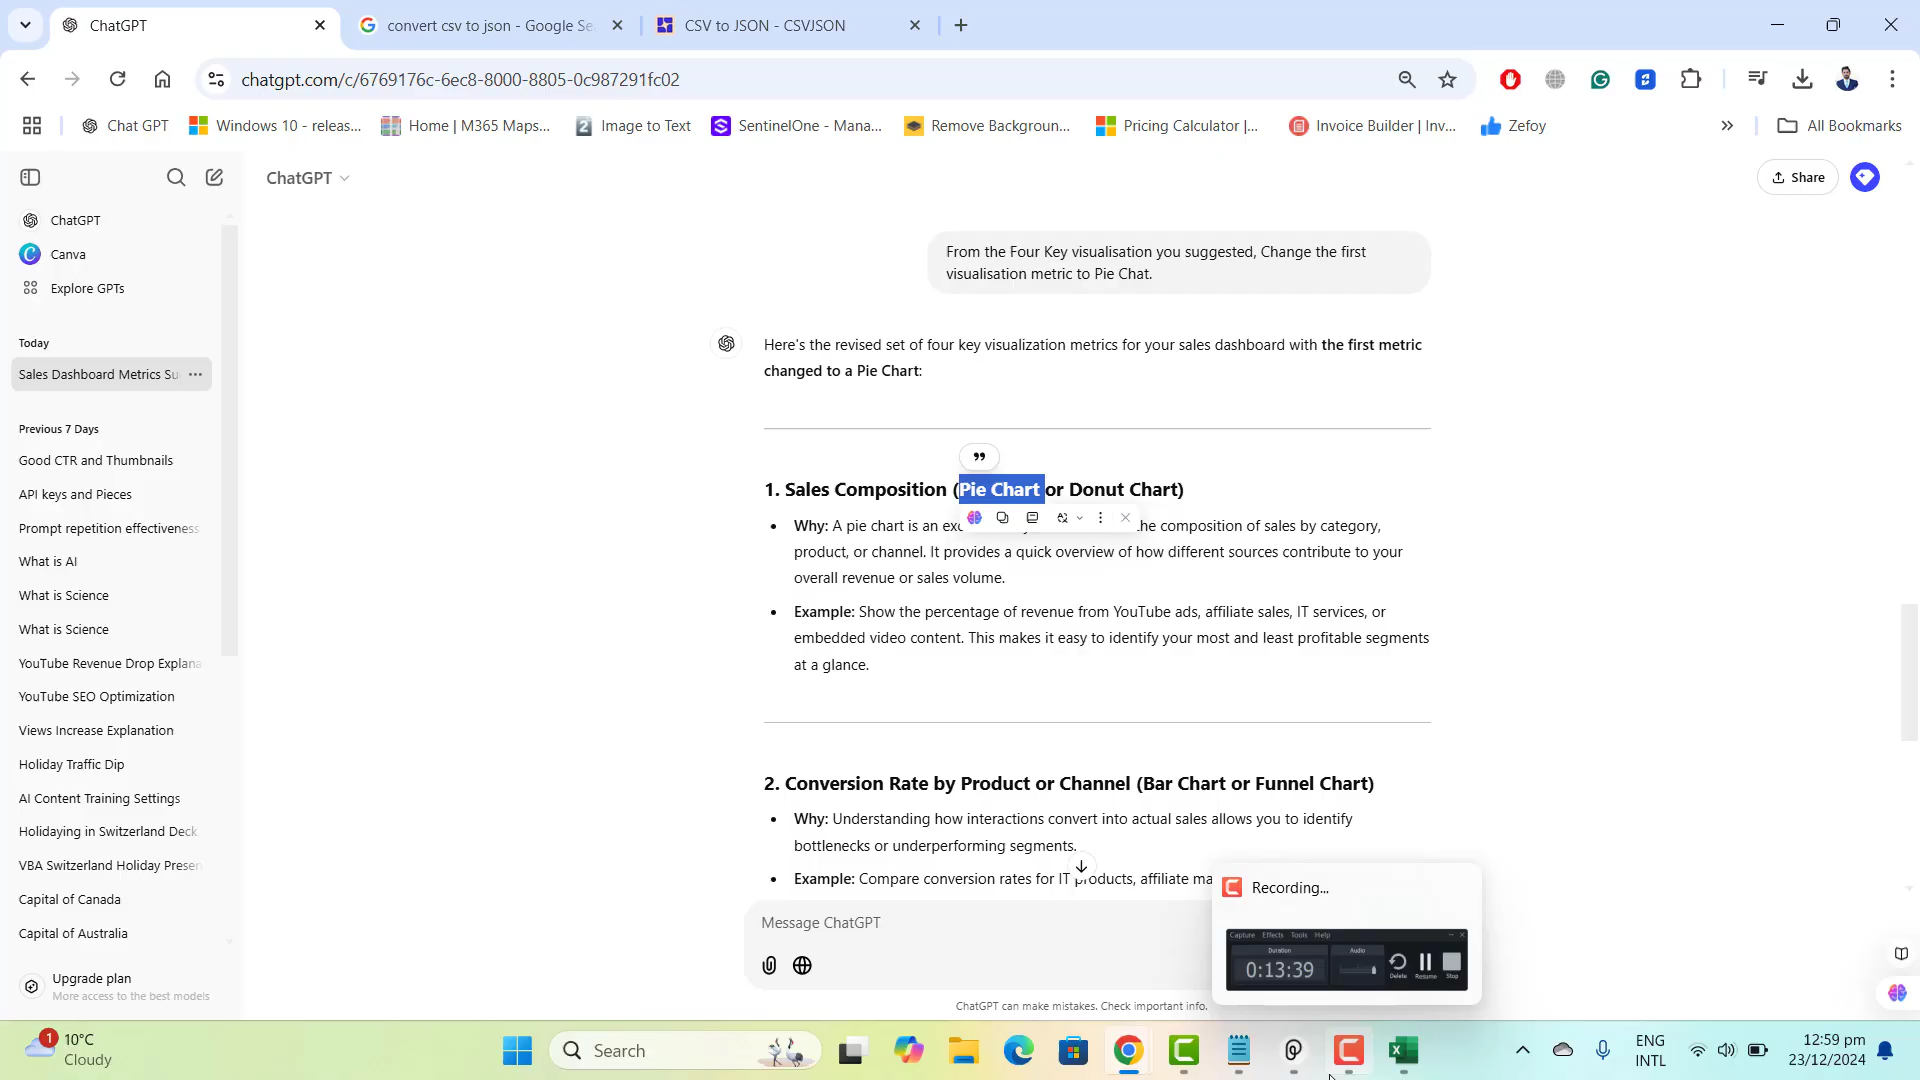 ChatGPT
convert csv to json - Google Se
CSV to JSON - CSVJSON
chatgpt.com/c/6769176c-6ec8-8000-8805-0c987291fc02
Chat GPT
Windows 10 - releas...
Home | M365 Maps...
Image to Text
SentinelOne - Mana...
Remove Backgroun...
Pricing Calculator |...
Invoice Builder | Inv...
Zefoy
All Bookmarks
ChatGPT
Share
ChatGPT
Canva
Explore GPTs
Today
Sales Dashboard Metrics Su
Previous 7 Days
Good CTR and Thumbnails
API keys and Pieces
Prompt repetition effectiveness
What is AI
What is Science
What is Science
YouTube Revenue Drop Explana
YouTube SEO Optimization
Views Increase Explanation
Holiday Traffic Dip
AI Content Training Settings
Holidaying in Switzerland Deck
VBA Switzerland Holiday Presen
Capital of Canada
Capital of Australia
Upgrade plan
More access to the best models
From the Four Key visualisation you suggested, Change the first
visualisation metric to Pie Chat.
Here's the revised set of four key visualization metrics for your sales dashboard with the first metric
changed to a Pie Chart:
1. Sales Composition (Pie Chart or Donut Chart)
Why: A pie chart is an exc the composition of sales by category,
product, or channel. It provides a quick overview of how different sources contribute to your
overall revenue or sales volume.
Example: Show the percentage of revenue from YouTube ads, affiliate sales, IT services, or
embedded video content. This makes it easy to identify your most and least profitable segments
at a glance.
2. Conversion Rate by Product or Channel (Bar Chart or Funnel Chart)
Why: Understanding how interactions convert into actual sales allows you to identify
bottlenecks or underperforming segments.
Example: Compare conversion rates for IT products, affiliate ma
Message ChatGPT
ChatGPT can make mistakes. Check important info.
Recording...
Capture Effects Tools Help
Duration
Audio
0:13:39
Delete
Resume
Stop
1
10°C
Cloudy
Search
ENG
INTL
12:59 pm
23/12/2024